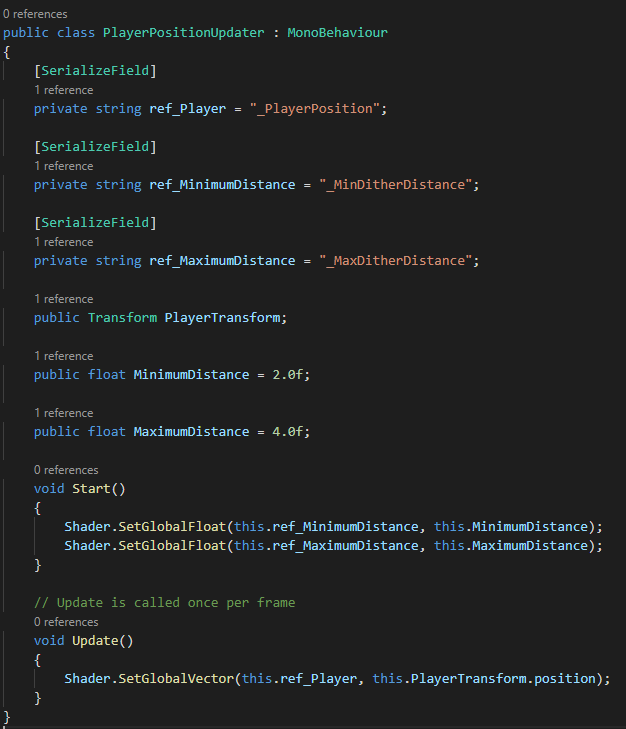 0 references
public class PlayerPositionUpdater : MonoBehaviour
{
[SerializeField]
1 reference
private string ref_Player = "_PlayerPosition";
[SerializeField]
1 reference
private string ref_MinimumDistance = "_MinDitherDistance";
[SerializeField]
1 reference
private string ref_MaximumDistance = "_MaxDitherDistance";
1 reference
public Transform PlayerTransform;
1 reference
public float MinimumDistance = 2.0f;
1 reference
public float MaximumDistance = 4.0f;
0 references
void Start()
{
Shader.SetGlobalFloat(this.ref_MinimumDistance, this.MinimumDistance);
Shader.SetGlobalFloat(this.ref_MaximumDistance, this.MaximumDistance);
}
// Update is called once per frame
0 references
void Update()
{
Shader.SetGlobalVector(this.ref_Player, this.PlayerTransform.position);
}
}